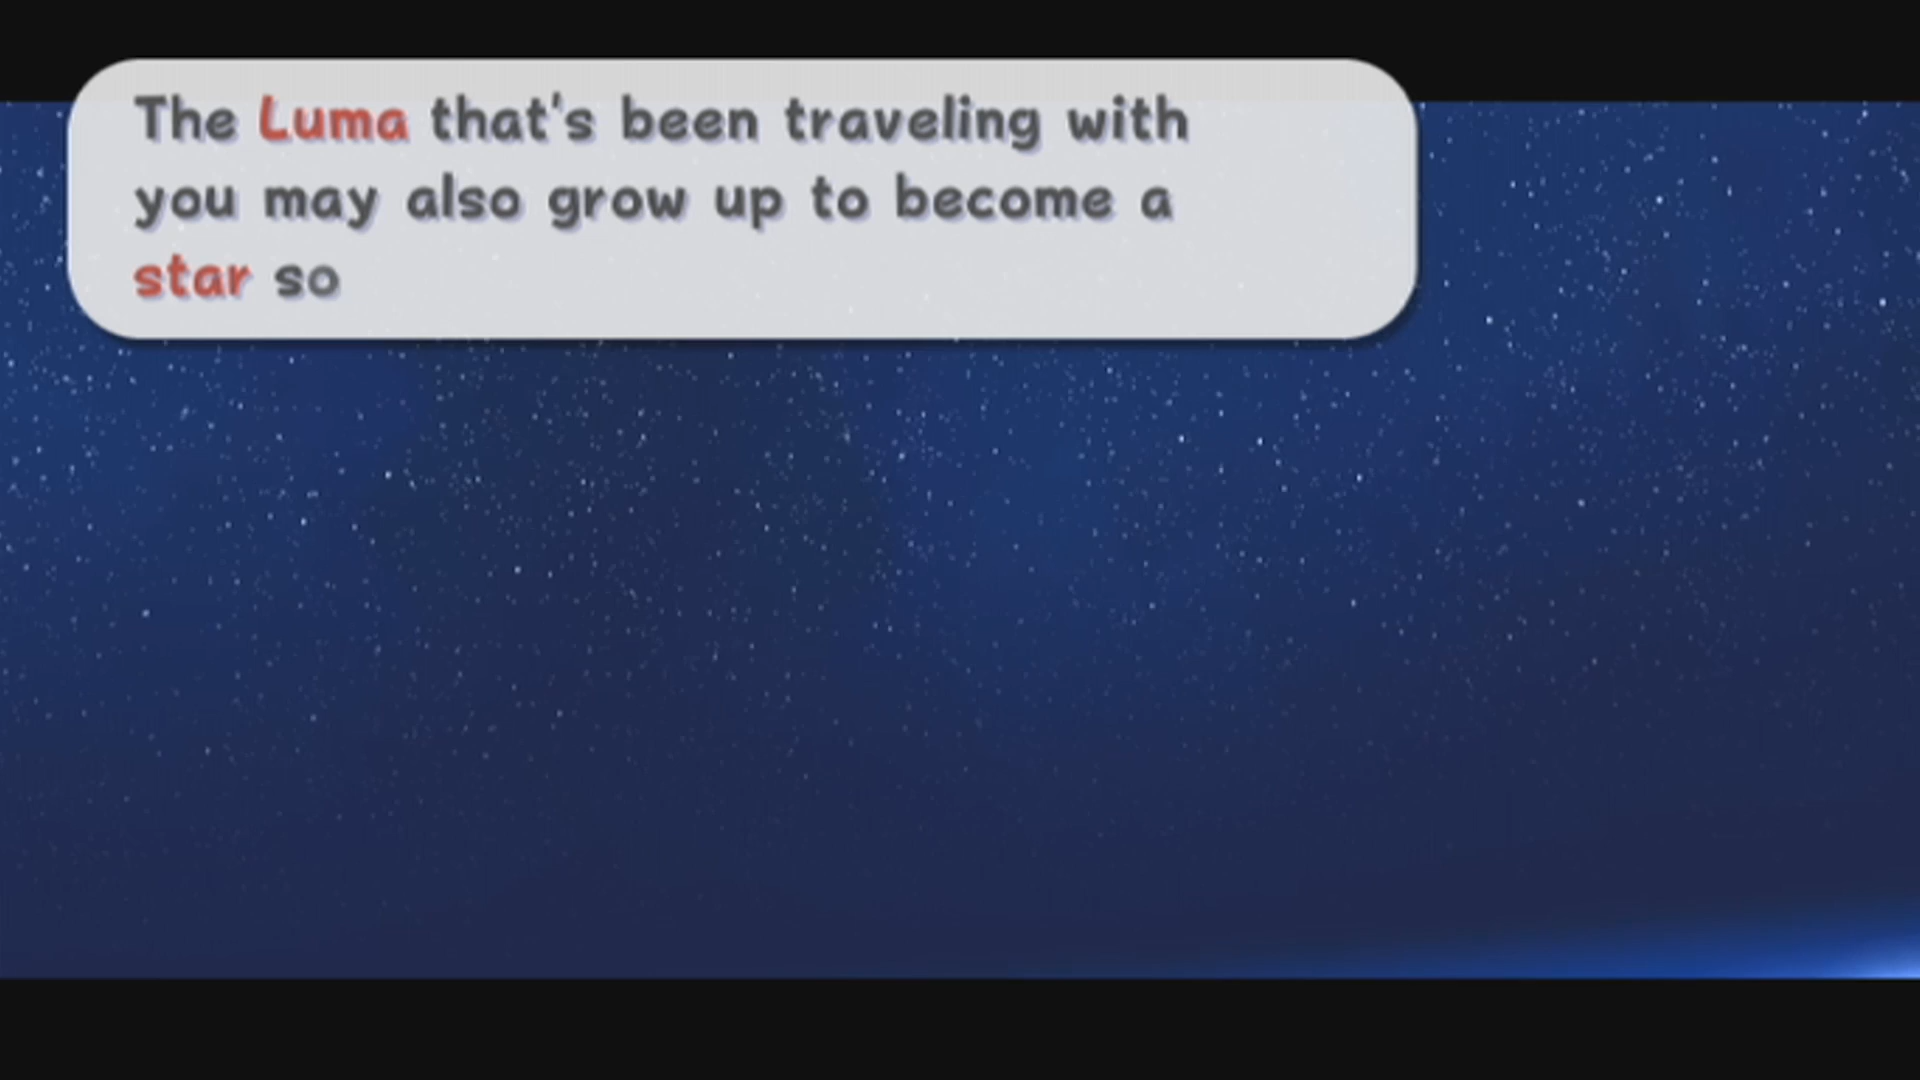 The Luma that's been traveling with
you may also grow up to become a
star so